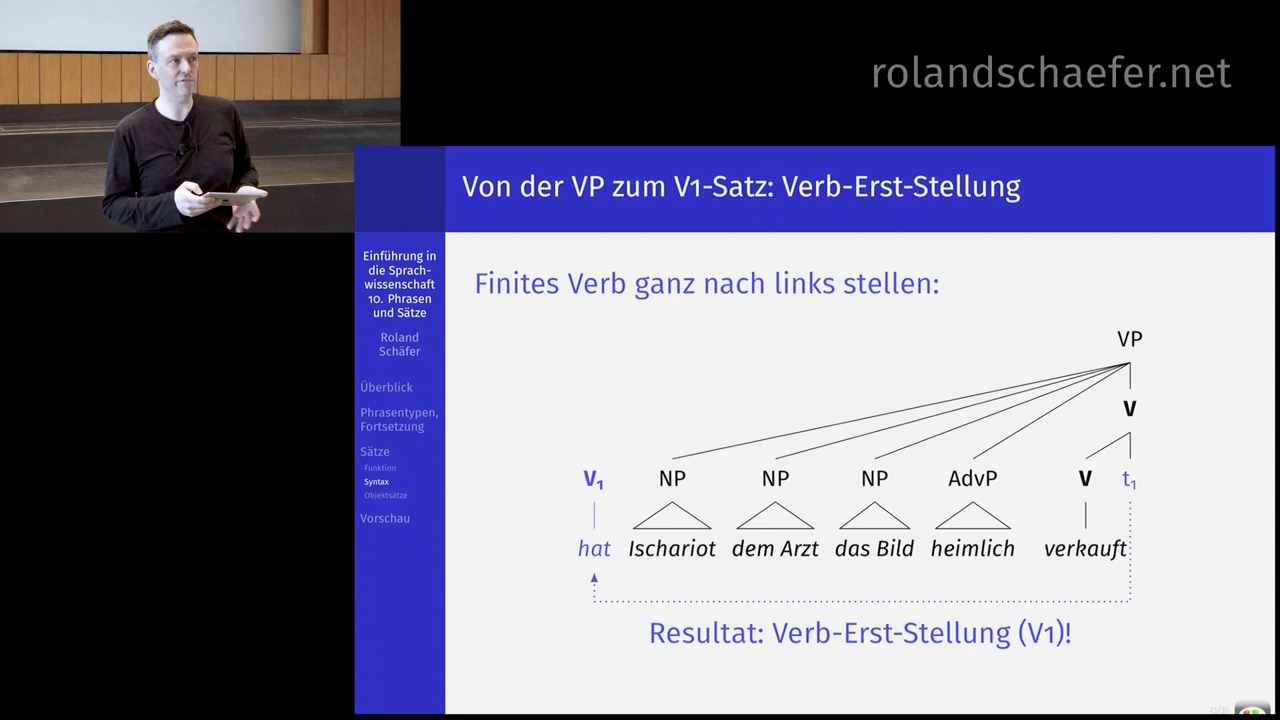 rolandschaefer.net
Von der VP zum V1-Satz: Verb-Erst-Stellung
Einführung in
die Sprach-
wissenschaft
10. Phrasen
und Sätze
Roland
Schäfer
Überblick
Phrasentypen,
Fortsetzung
Sätze
Funktion
Syntax
Objektsätze
Vorschau
Finites Verb ganz nach links stellen:
VP
V
V₁ NP NP NP AdvP V t₁
hat Ischariot dem Arzt das Bild heimlich verkauft
Resultat: Verb-Erst-Stellung (V1)!